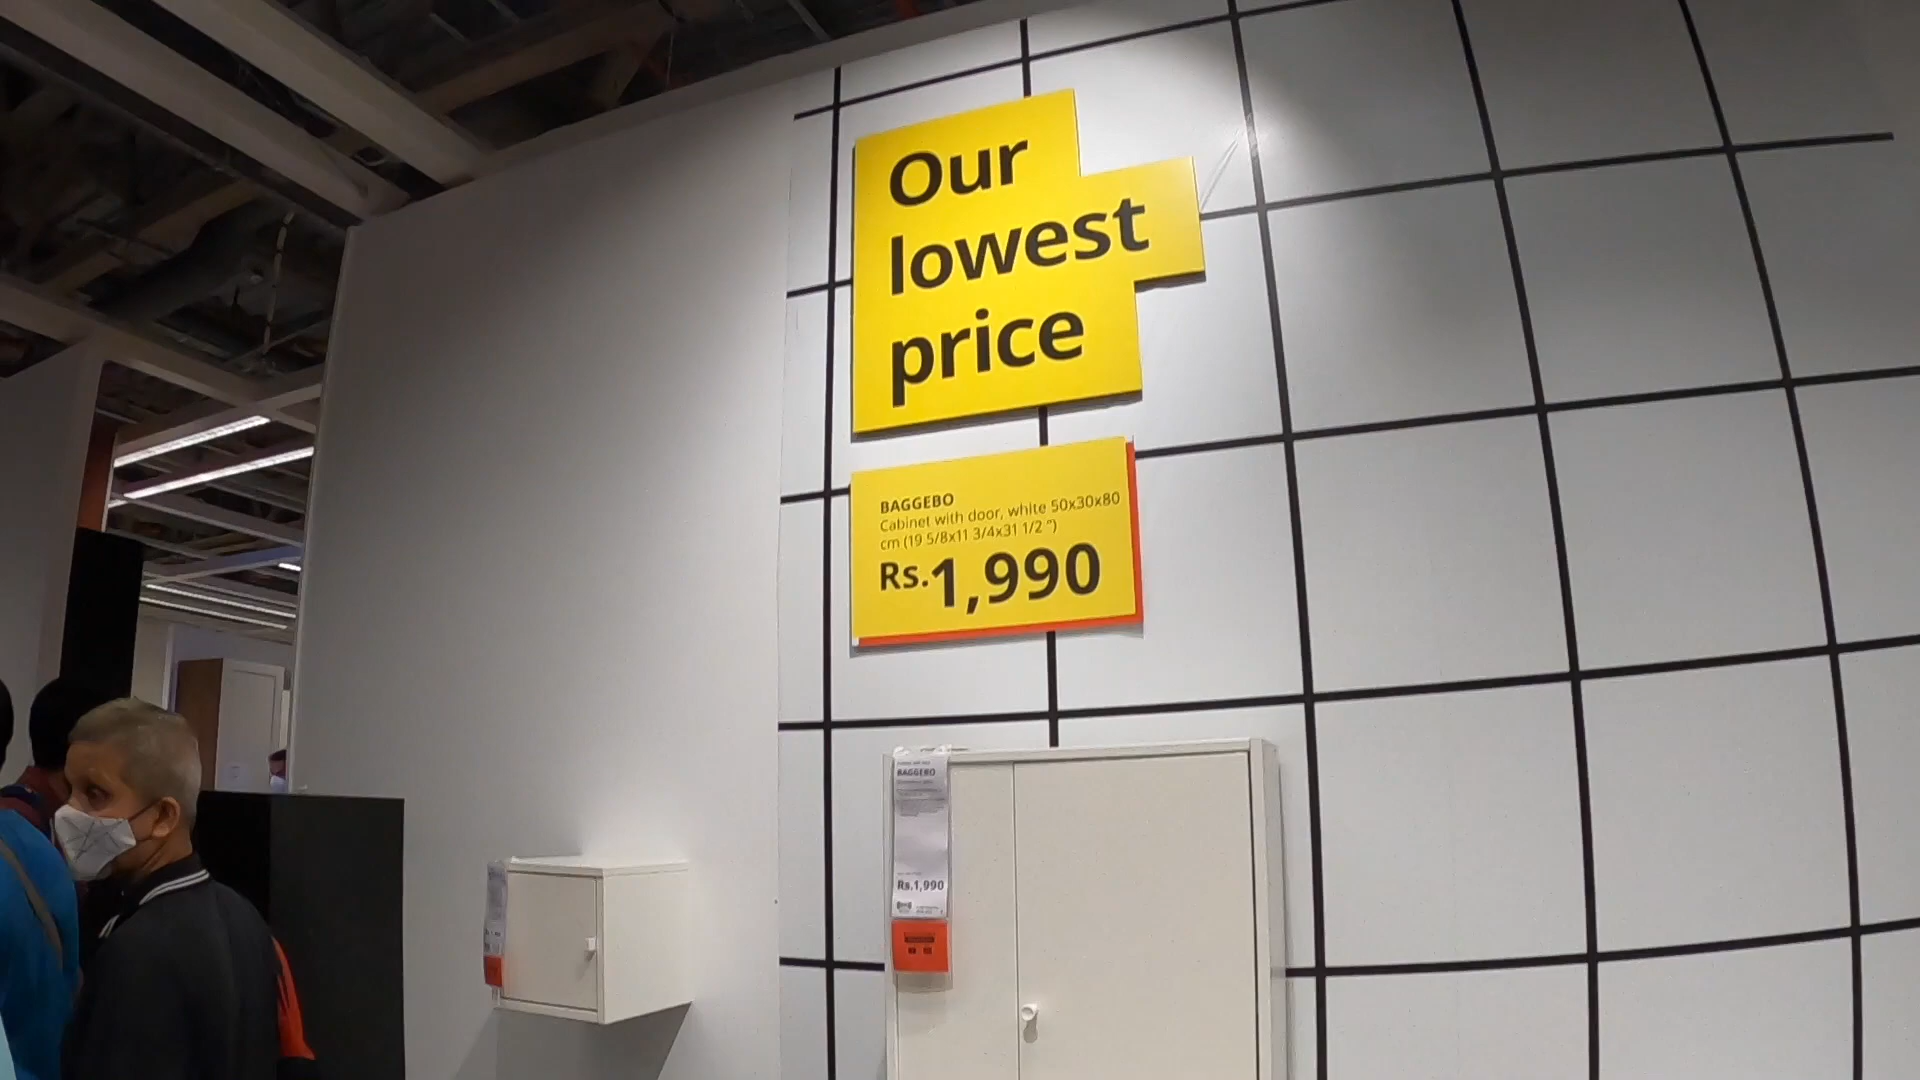 Our
lowest
price
BAGGEBO
Cabinet with door, white 50x30x80
cm (19 5/8x11 3/4x31 1/2 ")
Rs.1,990
BAGGEBO
Rs.1,990